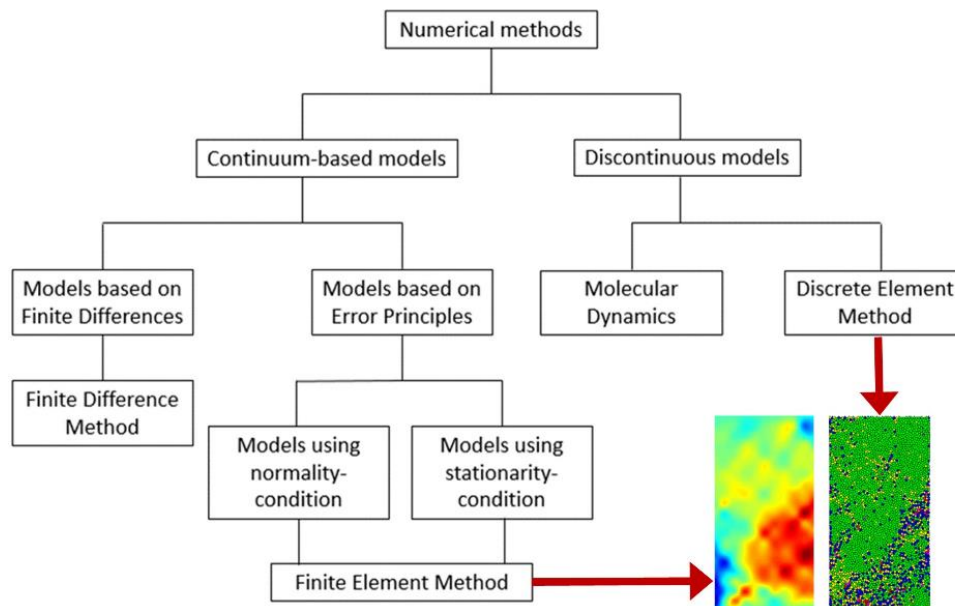 Numerical methods
Continuum-based models
Discontinuous models
Models based on
Finite Differences
Models based on
Error Principles
Molecular
Dynamics
Discrete Element
Method
Finite Difference
Method
Models using
normality-
condition
Models using
stationarity-
condition
Finite Element Method